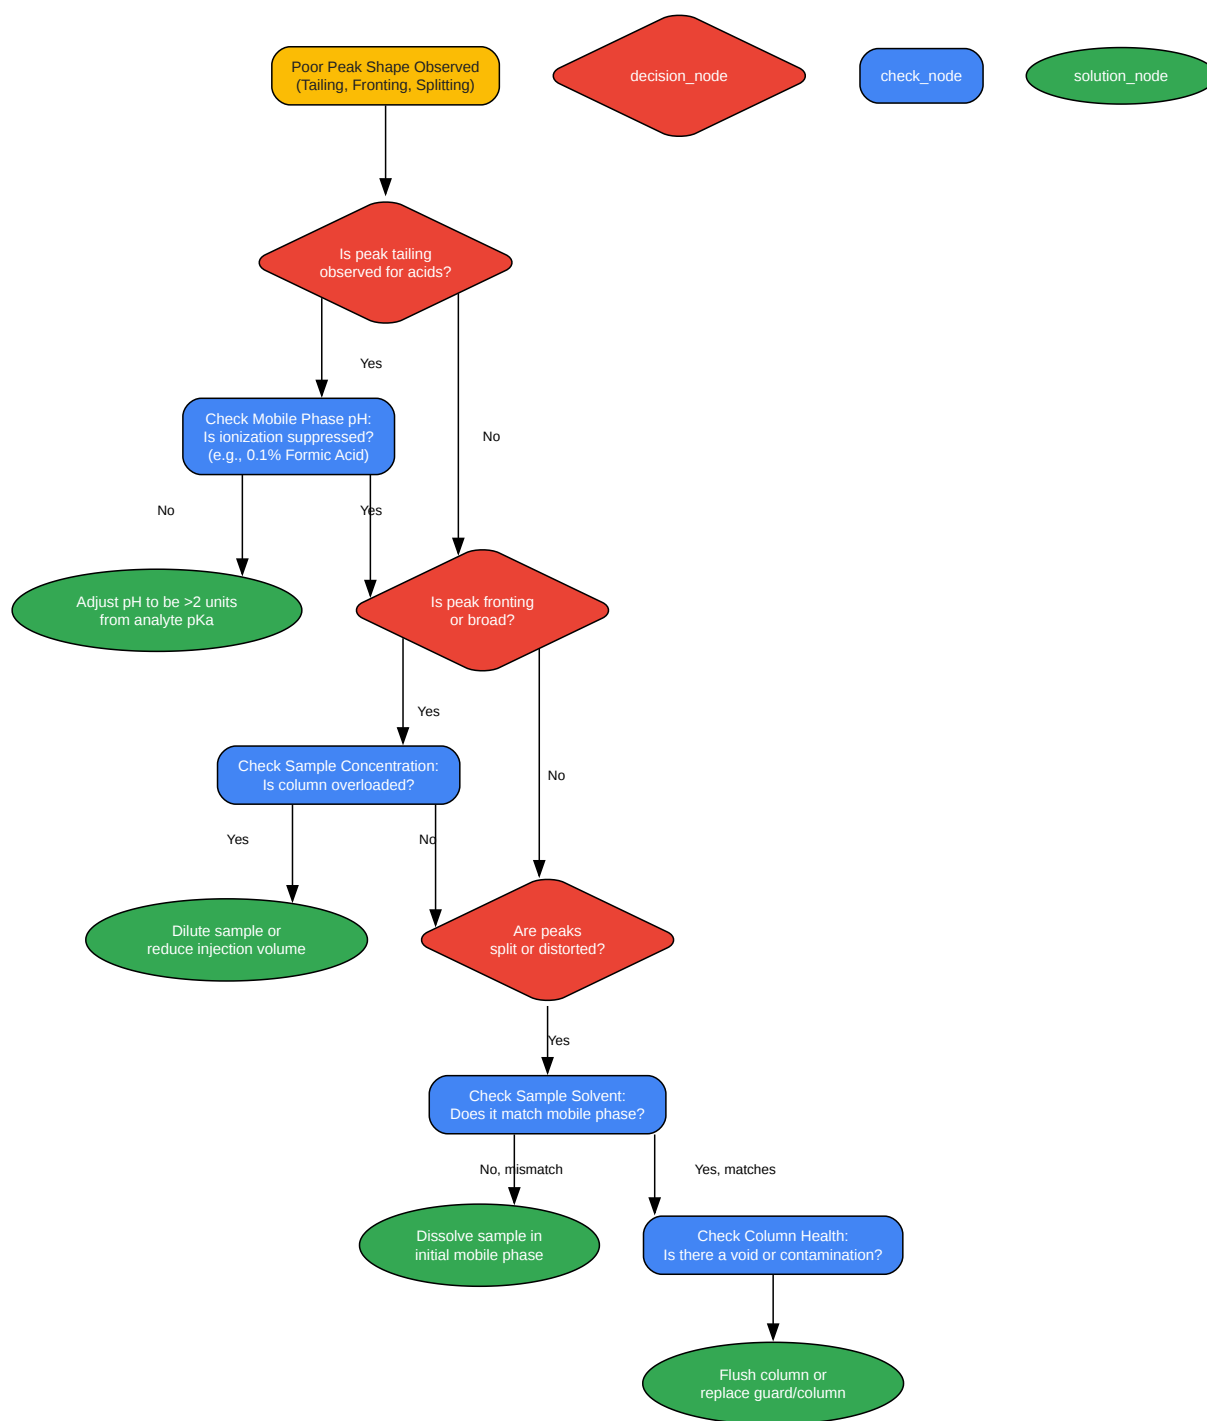 Poor Peak Shape Observed
(Tailing, Fronting, Splitting)
decision_node
check_node
solution_node
Is peak tailing
observed for acids?
Yes
No
Check Mobile Phase pH:
Is ionization suppressed?
(e.g., 0.1% Formic Acid)
No
Yes
Adjust pH to be >2 units
from analyte pKa
Is peak fronting
or broad?
Yes
No
Check Sample Concentration:
Is column overloaded?
Yes
No
Dilute sample or
reduce injection volume
Are peaks
split or distorted?
Yes
Check Sample Solvent:
Does it match mobile phase?
No, mismatch
Yes, matches
Dissolve sample in
initial mobile phase
Check Column Health:
Is there a void or contamination?
Flush column or
replace guard/column